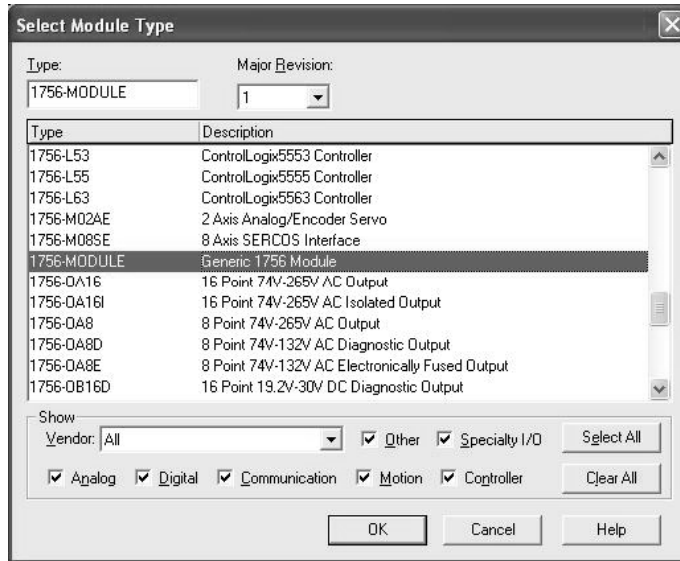 Select Module Type
Type: Major Revision:
1756-MODULE 1
Type Description
1756-L53 ControlLogix5553 Controller
1756-L55 ControlLogix5555 Controller
1756-L63 ControlLogix5563 Controller
1756-M02AE 2 Axis Analog/Encoder Servo
1756-M08SE 8 Axis SERCOS Interface
1756-MODULE Generic 1756 Module
1756-OA16 16 Point 74V-265V AC Output
1756-OA16I 16 Point 74V-265V AC Isolated Output
1756-OA8 8 Point 74V-265V AC Output
1756-OA8D 8 Point 74V-132V AC Diagnostic Output
1756-OA8E 8 Point 74V-132V AC Electronically Fused Output
1756-OB16D 16 Point 19.2V-30V DC Diagnostic Output
Show
Vendor: All Other Specialty I/O Select All
Analog Digital Communication Motion Controller Clear All
OK Cancel Help